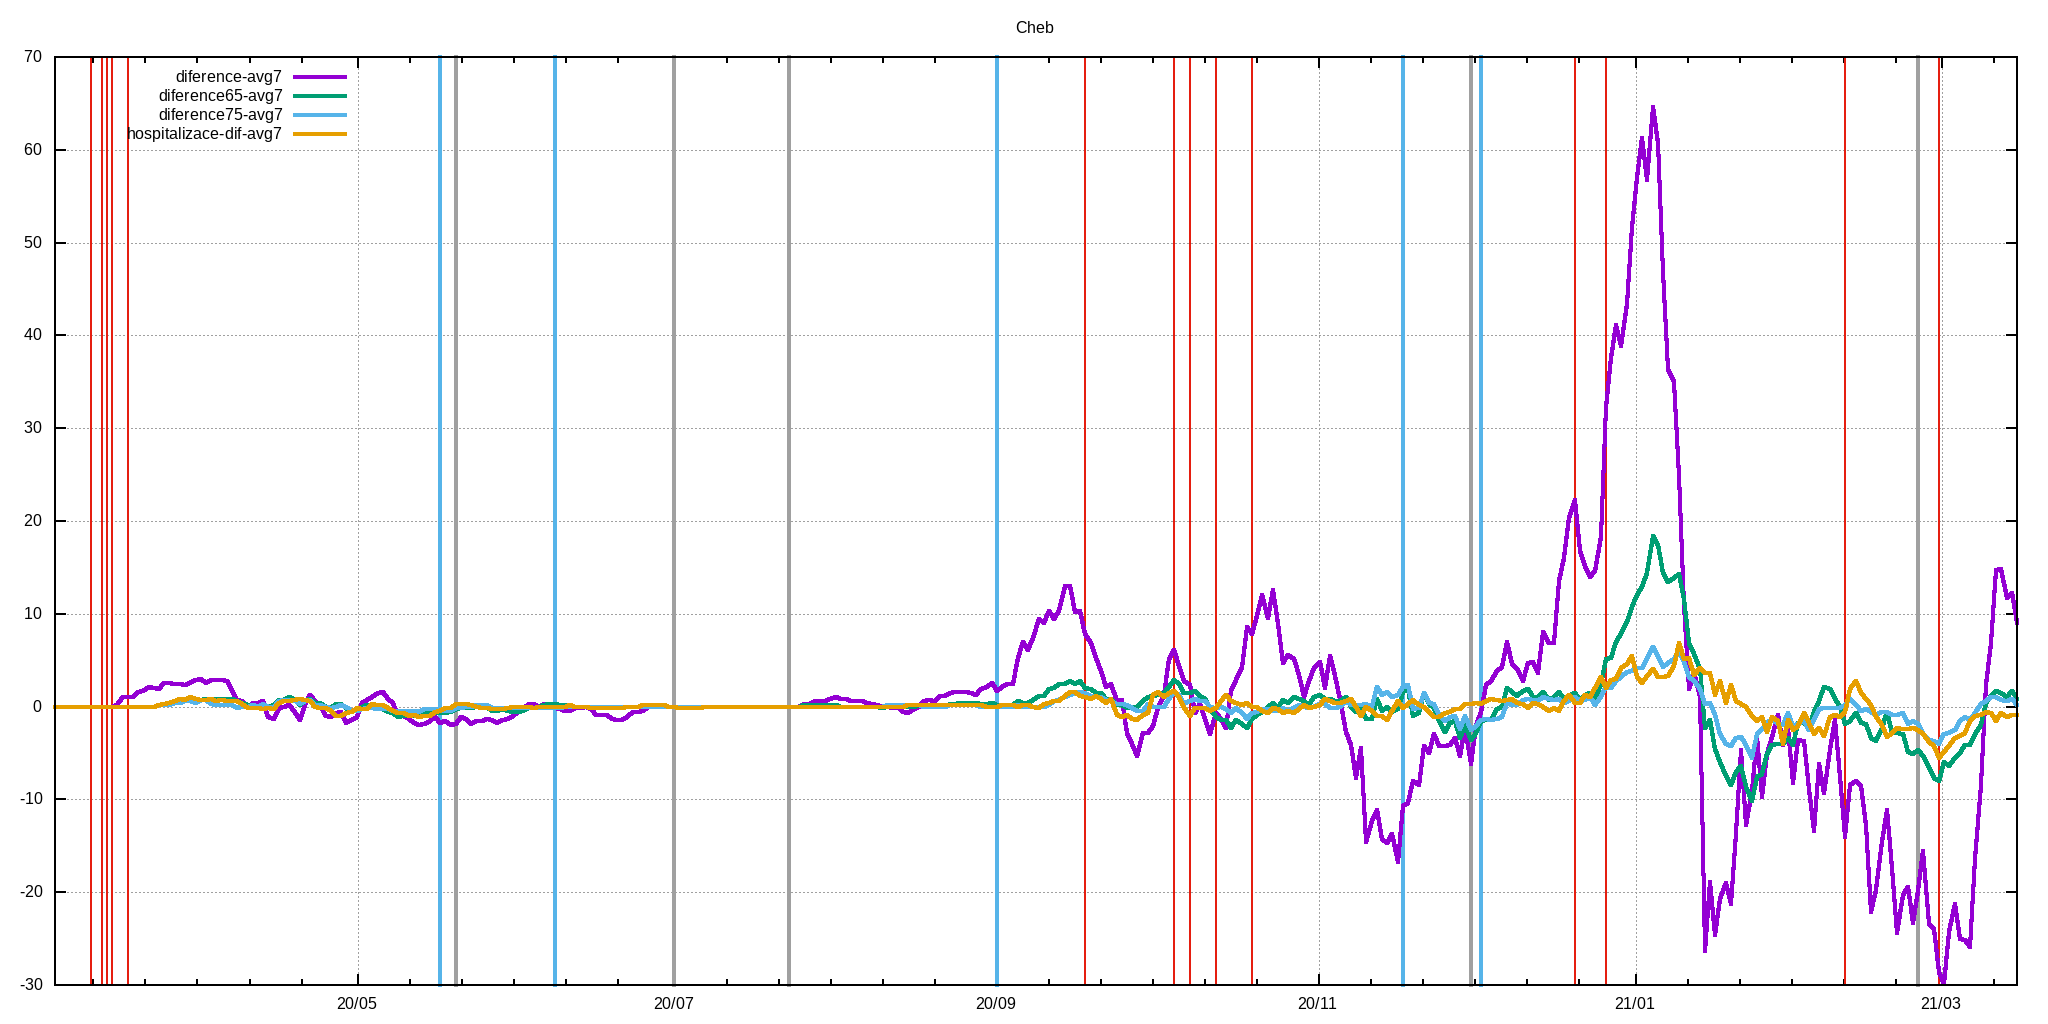 Cheb
70
60
50
40
30
20
10
0
-10
-20
-30
diference-avg7
diference65-avg7
diference75-avg7
hospitalizace-dif-avg7
20/05 20/07 20/09 20/11 21/01 21/03